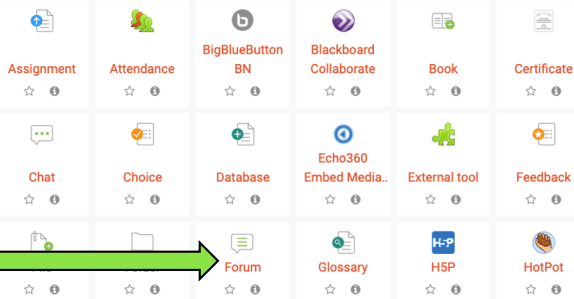 Assignment
Attendance
BigBlueButton
BN
Blackboard
Collaborate
Book
Certificate
Chat
Choice
Database
Echo360
Embed Media..
External tool
Feedback
Forum
Glossary
H5P
H-P
HotPot